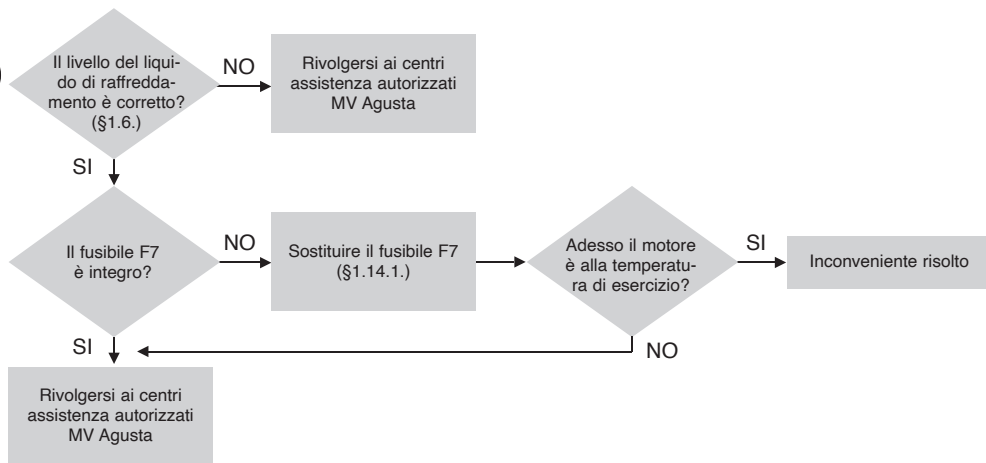 Il livello del liqui-
do di raffredda-
mento è corretto?
(§1.6.)
NO
Rivolgersi ai centri
assistenza autorizzati
MV Agusta
SI
Il fusibile F7
è integro?
NO
Sostituire il fusibile F7
(§1.14.1.)
Adesso il motore
è alla temperatu-
ra di esercizio?
SI
Inconveniente risolto
SI
NO
Rivolgersi ai centri
assistenza autorizzati
MV Agusta